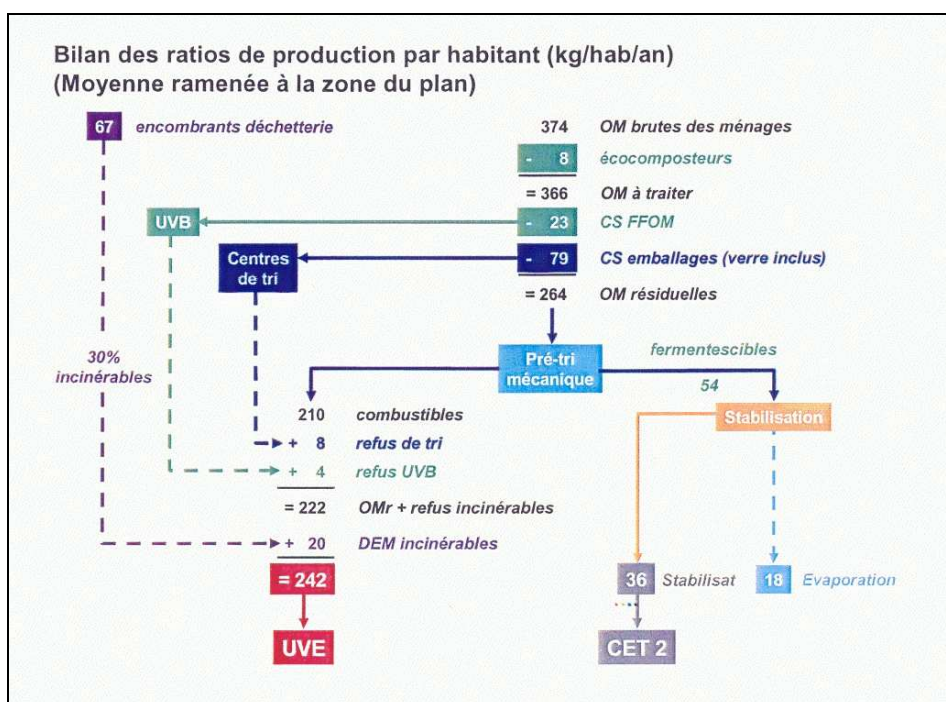 Bilan des ratios de production par habitant (kg/hab/an)
(Moyenne ramenée à la zone du plan)
67 encombrants déchetterie
374 OM brutes des ménages
- 8 écocomposteurs
= 366 OM à traiter
UVB
- 23 CS FFOM
Centres
de tri
- 79 CS emballages (verre inclus)
= 264 OM résiduelles
30%
incinérables
Pré-tri
mécanique
fermentescibles
54
210 combustibles
Stabilisation
+ 8 refus de tri
+ 4 refus UVB
= 222 OMr + refus incinérables
+ 20 DEM incinérables
= 242
36 Stabilisat
18 Evaporation
UVE
CET 2